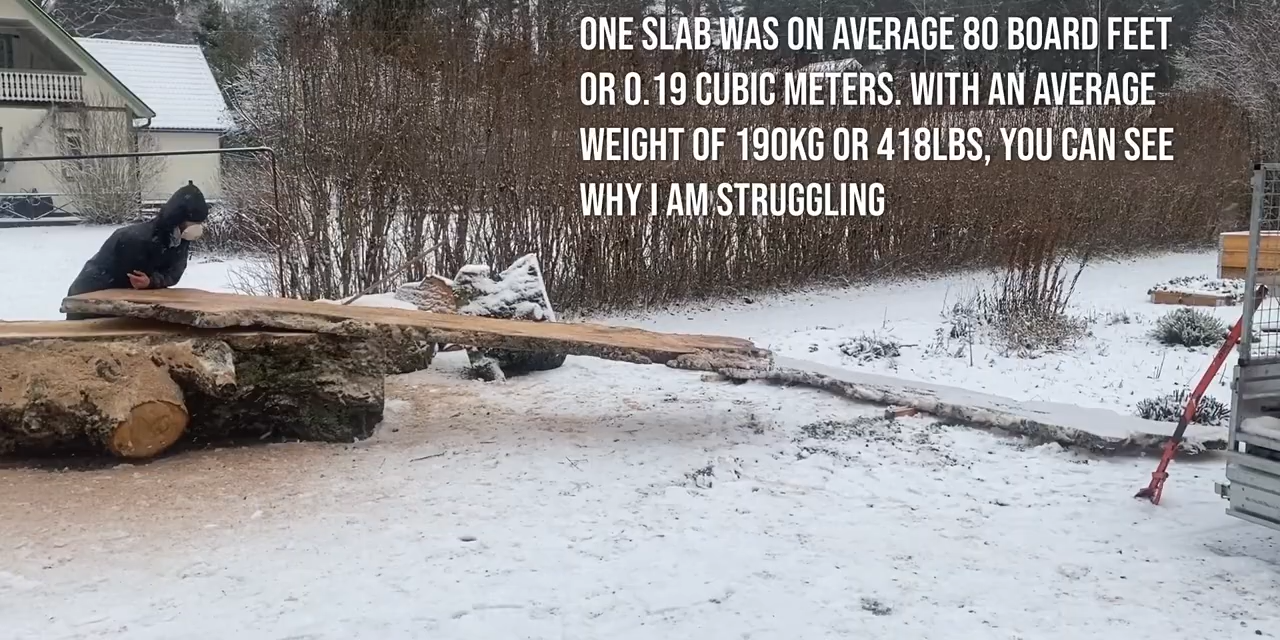 ONE SLAB WAS ON AVERAGE 80 BOARD FEET
OR 0.19 CUBIC METERS. WITH AN AVERAGE
WEIGHT OF 190KG OR 418LBS, YOU CAN SEE
WHY I AM STRUGGLING